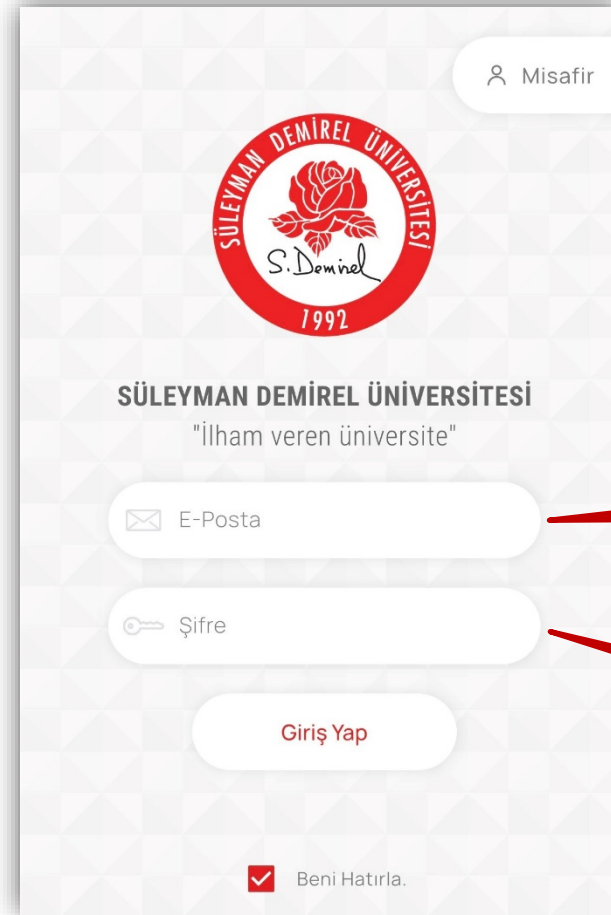 Misafir
SÜLEYMAN DEMİREL ÜNİVERSİTESİ
S. Demirel
1992
SÜLEYMAN DEMİREL ÜNİVERSİTESİ
"İlham veren üniversite"
E-Posta
Şifre
Giriş Yap
Beni Hatırla.